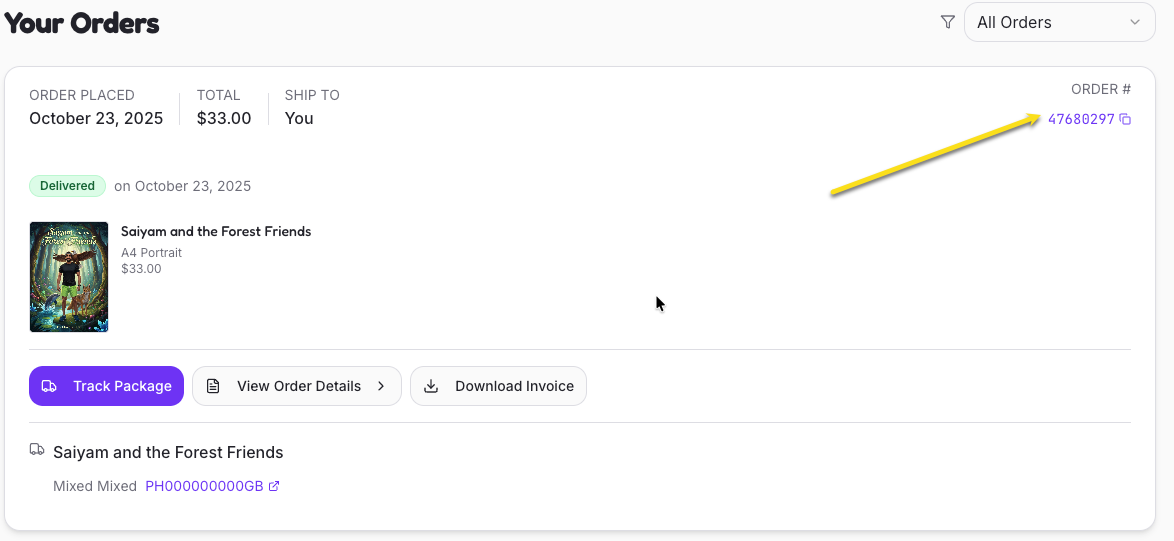 Your Orders
All Orders
ORDER PLACED
October 23, 2025
TOTAL
$33.00
SHIP TO
You
ORDER #
47680297
Delivered on October 23, 2025
Saiyam and the
Forest Friends
Saiyam and the Forest Friends
A4 Portrait
$33.00
Track Package
View Order Details
Download Invoice
Saiyam and the Forest Friends
Mixed Mixed PH000000000GB